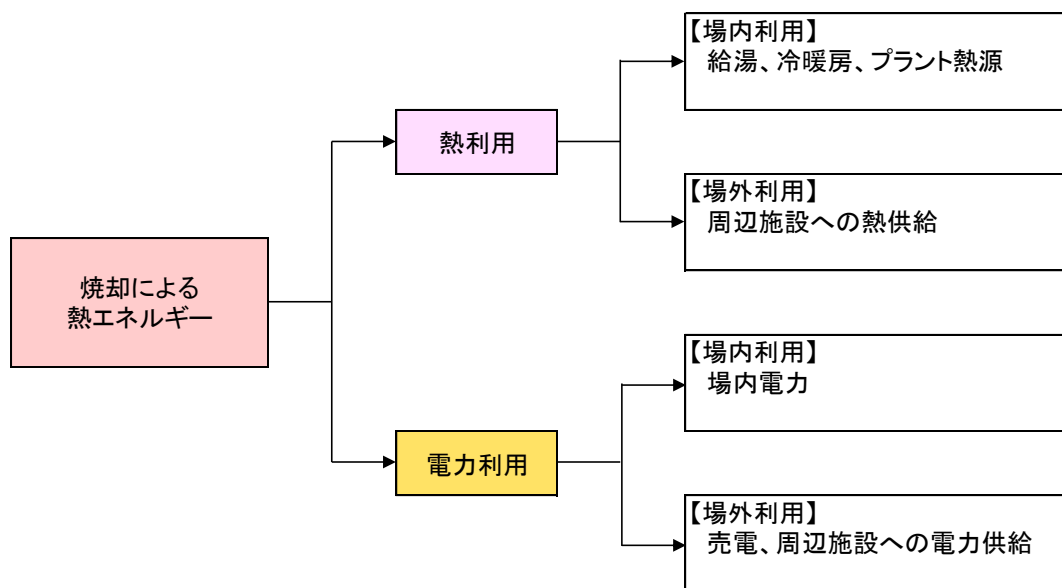 【場内利用】
給湯、冷暖房、プラント熱源
熱利用
【場外利用】
周辺施設への熱供給
焼却による
熱エネルギー
【場内利用】
場内電力
電力利用
【場外利用】
売電、周辺施設への電力供給